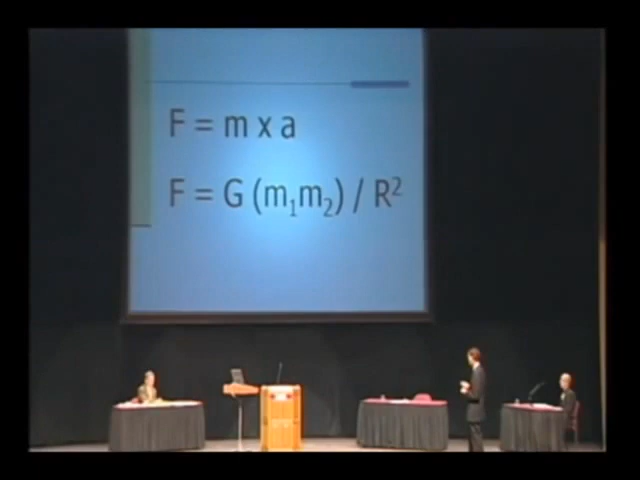 F = m x a
F = G (m₁m₂) / R²